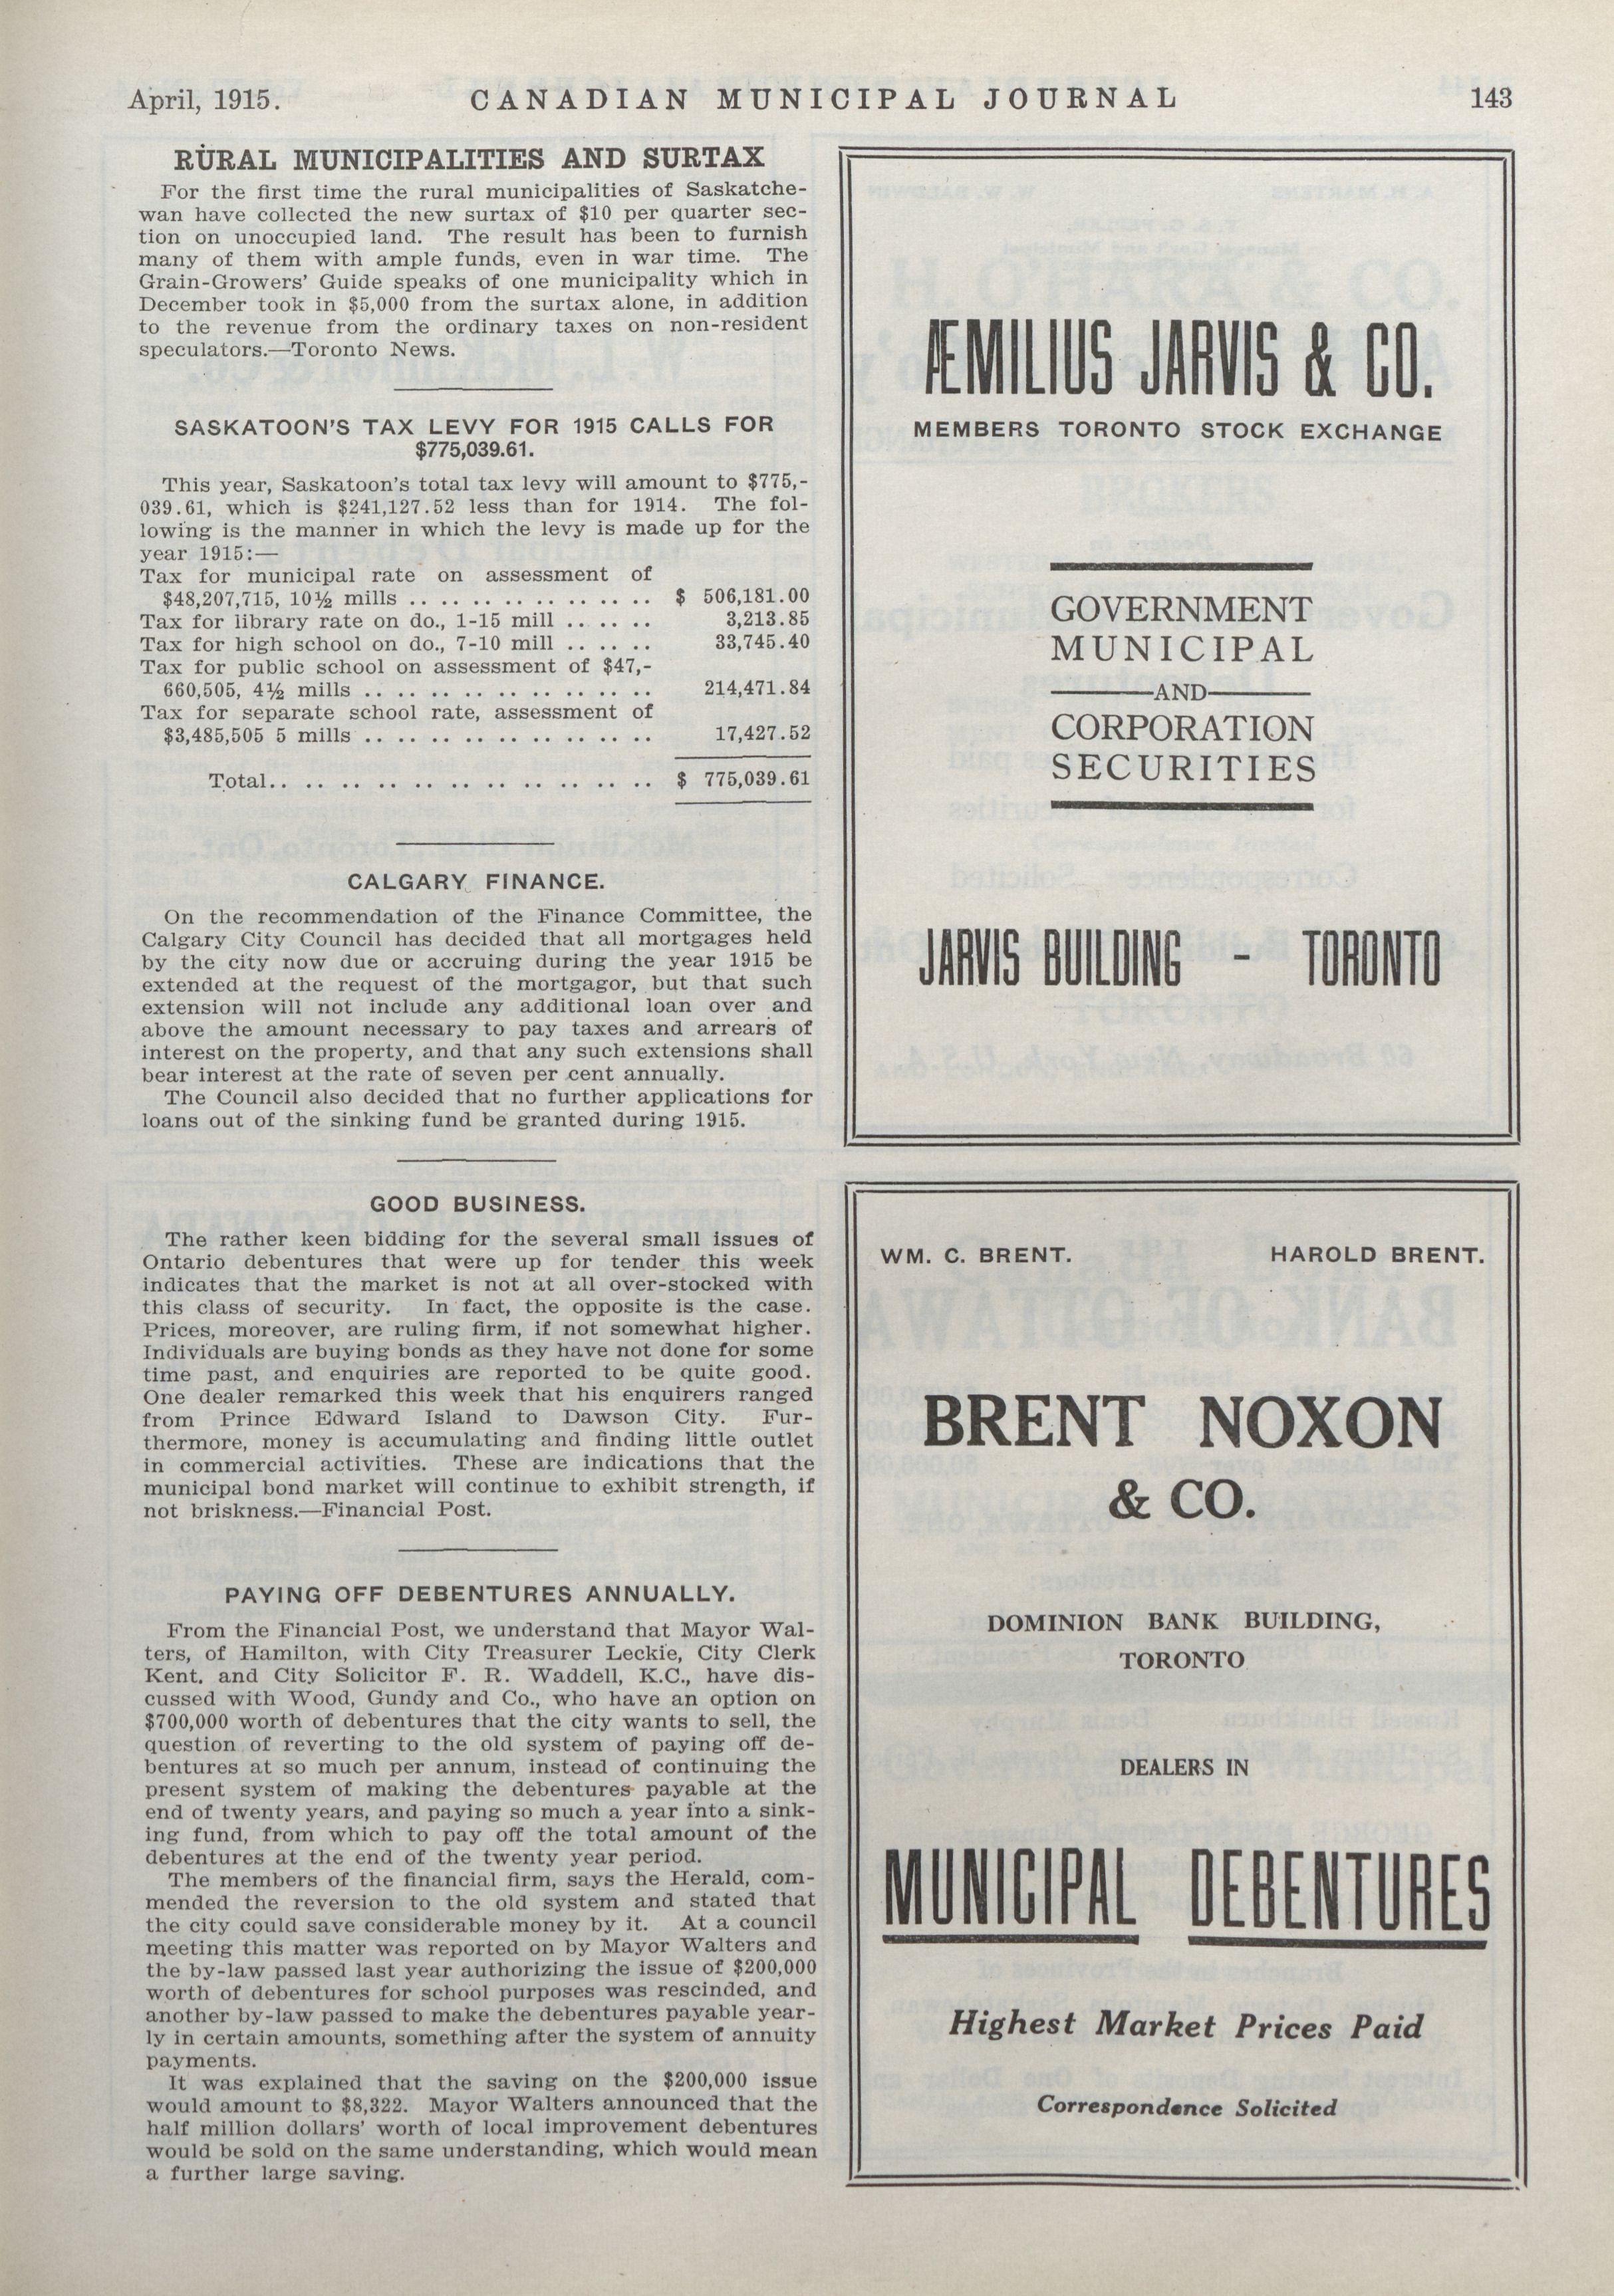 April, 1915.
CANADIAN MUNICIPAL JOURNAL
143
RURAL MUNICIPALITIES AND SURTAX
For the first time the rural municipalities of Saskatche-
wan have collected the new surtax of $10 per quarter sec-
tion on unoccupied land. The result has been to furnish
many of them with ample funds, even in war time. The
Grain-Growers' Guide speaks of one municipality which in
December took in $5,000 from the surtax alone, in addition
to the revenue from the ordinary taxes on non-resident
speculators.—Toronto News.
SASKATOON'S TAX LEVY FOR 1915 CALLS FOR
$775,039.61.
This year, Saskatoon's total tax levy will amount to $775,-
039.61, which is $241,127.52 less than for 1914. The fol-
lowing is the manner in which the levy is made up for the
year 1915:—
Tax for municipal rate on assessment of
$48,207,715, 10½ mills .. .. .. .. .. .. .. .. $ 506,181.00
Tax for library rate on do., 1-15 mill .. .. .. 3,213.85
Tax for high school on do., 7-10 mill .. .. .. 33,745.40
Tax for public school on assessment of $47,-
660,505, 4½ mills .. .. .. .. .. .. .. .. .. 214,471.84
Tax for separate school rate, assessment of
$3,485,505 5 mills .. .. .. .. .. .. .. .. .. 17,427.52
Total.. .. .. .. .. .. .. .. .. .. .. $ 775,039.61
CALGARY FINANCE.
On the recommendation of the Finance Committee, the
Calgary City Council has decided that all mortgages held
by the city now due or accruing during the year 1915 be
extended at the request of the mortgagor, but that such
extension will not include any additional loan over and
above the amount necessary to pay taxes and arrears of
interest on the property, and that any such extensions shall
bear interest at the rate of seven per cent annually.
The Council also decided that no further applications for
loans out of the sinking fund be granted during 1915.
GOOD BUSINESS.
The rather keen bidding for the several small issues of
Ontario debentures that were up for tender this week
indicates that the market is not at all over-stocked with
this class of security. In fact, the opposite is the case.
Prices, moreover, are ruling firm, if not somewhat higher.
Individuals are buying bonds as they have not done for some
time past, and enquiries are reported to be quite good.
One dealer remarked this week that his enquirers ranged
from Prince Edward Island to Dawson City. Fur-
thermore, money is accumulating and finding little outlet
in commercial activities. These are indications that the
municipal bond market will continue to exhibit strength, if
not briskness.—Financial Post.
PAYING OFF DEBENTURES ANNUALLY.
From the Financial Post, we understand that Mayor Wal-
ters, of Hamilton, with City Treasurer Leckie, City Clerk
Kent, and City Solicitor F. R. Waddell, K.C., have dis-
cussed with Wood, Gundy and Co., who have an option on
$700,000 worth of debentures that the city wants to sell, the
question of reverting to the old system of paying off de-
bentures at so much per annum, instead of continuing the
present system of making the debentures payable at the
end of twenty years, and paying so much a year into a sink-
ing fund, from which to pay off the total amount of the
debentures at the end of the twenty year period.
The members of the financial firm, says the Herald, com-
mended the reversion to the old system and stated that
the city could save considerable money by it. At a council
meeting this matter was reported on by Mayor Walters and
the by-law passed last year authorizing the issue of $200,000
worth of debentures for school purposes was rescinded, and
another by-law passed to make the debentures payable year-
ly in certain amounts, something after the system of annuity
payments.
It was explained that the saving on the $200,000 issue
would amount to $8,322. Mayor Walters announced that the
half million dollars' worth of local improvement debentures
would be sold on the same understanding, which would mean
a further large saving.
ÆMILIUS JARVIS & CO.
MEMBERS TORONTO STOCK EXCHANGE
GOVERNMENT
MUNICIPAL
AND
CORPORATION
SECURITIES
JARVIS BUILDING - TORONTO
WM. C. BRENT. HAROLD BRENT.
BRENT NOXON
& CO.
DOMINION BANK BUILDING,
TORONTO
DEALERS IN
MUNICIPAL DEBENTURES
Highest Market Prices Paid
Correspondence Solicited